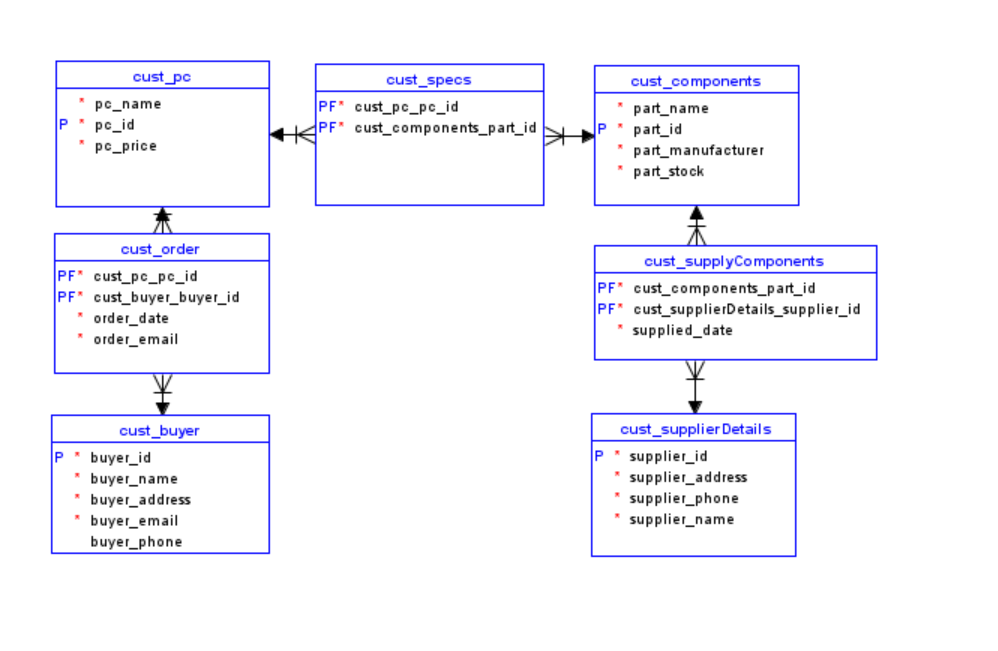 cust_pc
* pc_name
P * pc_id
* pc_price
cust_specs
PF* cust_pc_pc_id
PF* cust_components_part_id
cust_components
* part_name
P * part_id
* part_manufacturer
* part_stock
cust_order
PF* cust_pc_pc_id
PF* cust_buyer_buyer_id
* order_date
* order_email
cust_supplyComponents
PF* cust_components_part_id
PF* cust_supplierDetails_supplier_id
* supplied_date
cust_buyer
P * buyer_id
* buyer_name
* buyer_address
* buyer_email
buyer_phone
cust_supplierDetails
P * supplier_id
* supplier_address
* supplier_phone
* supplier_name